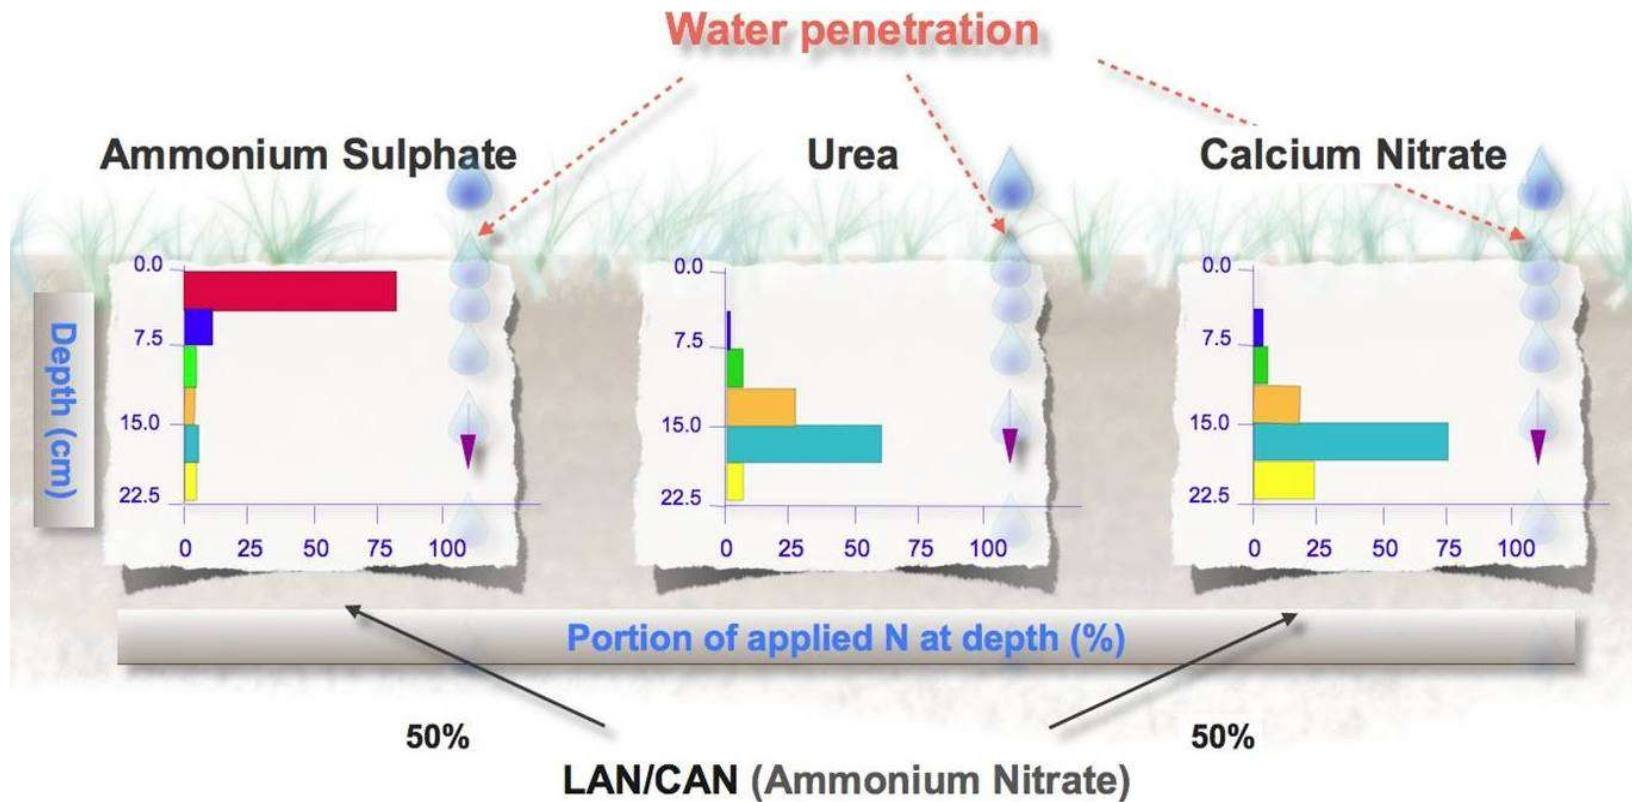 Water penetration
Ammonium Sulphate
Urea
Calcium Nitrate
Depth (cm)
0.0
7.5
15.0
22.5
0 25 50 75 100
0.0
7.5
15.0
22.5
0 25 50 75 100
0.0
7.5
15.0
22.5
0 25 50 75 100
Portion of applied N at depth (%)
50%
50%
LAN/CAN (Ammonium Nitrate)